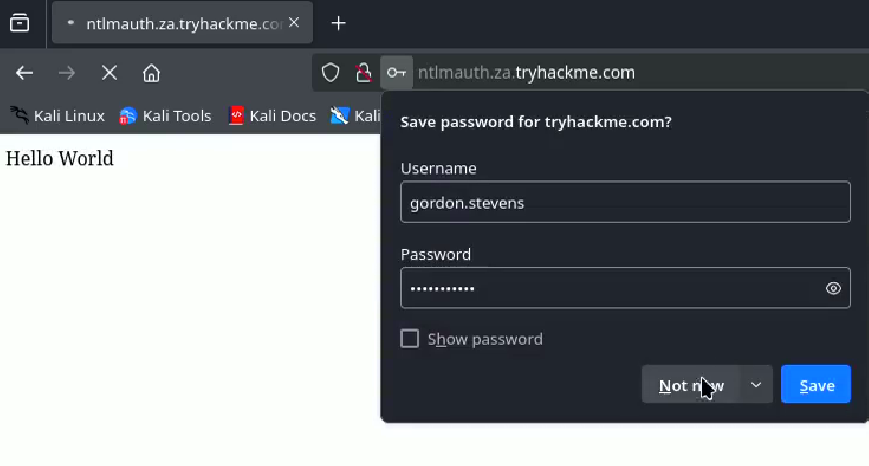 ntlmauth.za.tryhackme.co
ntlmauth.za.tryhackme.com
Kali Linux Kali Tools Kali Docs Kali
Save password for tryhackme.com?
Hello World
Username
gordon.stevens
Password
•••••••••••
Show password
Not now Save